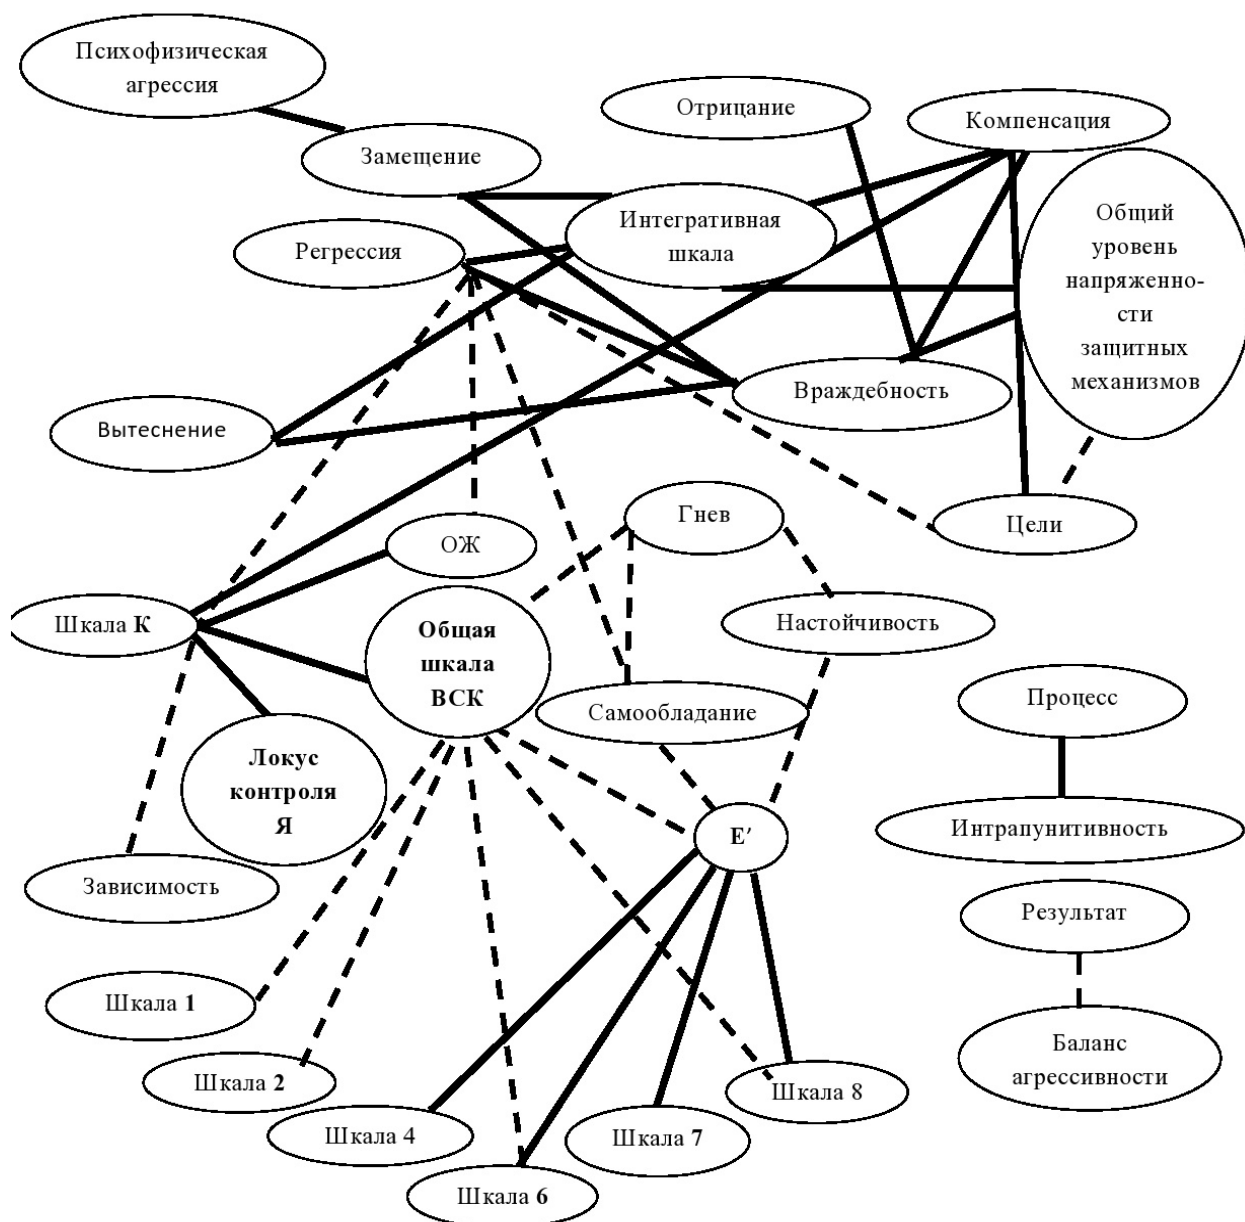 Психофизическая
агрессия
Отрицание
Компенсация
Замещение
Интегративная
шкала
Общий
уровень
напряженно-
сти
защитных
механизмов
Регрессия
Враждебность
Вытеснение
Гнев
Цели
ОЖ
Шкала К
Общая
шкала
ВСК
Настойчивость
Самообладание
Процесс
Локус
контроля
Я
Е′
Интрапунитивность
Зависимость
Результат
Шкала 1
Баланс
агрессивности
Шкала 2
Шкала 8
Шкала 4
Шкала 7
Шкала 6